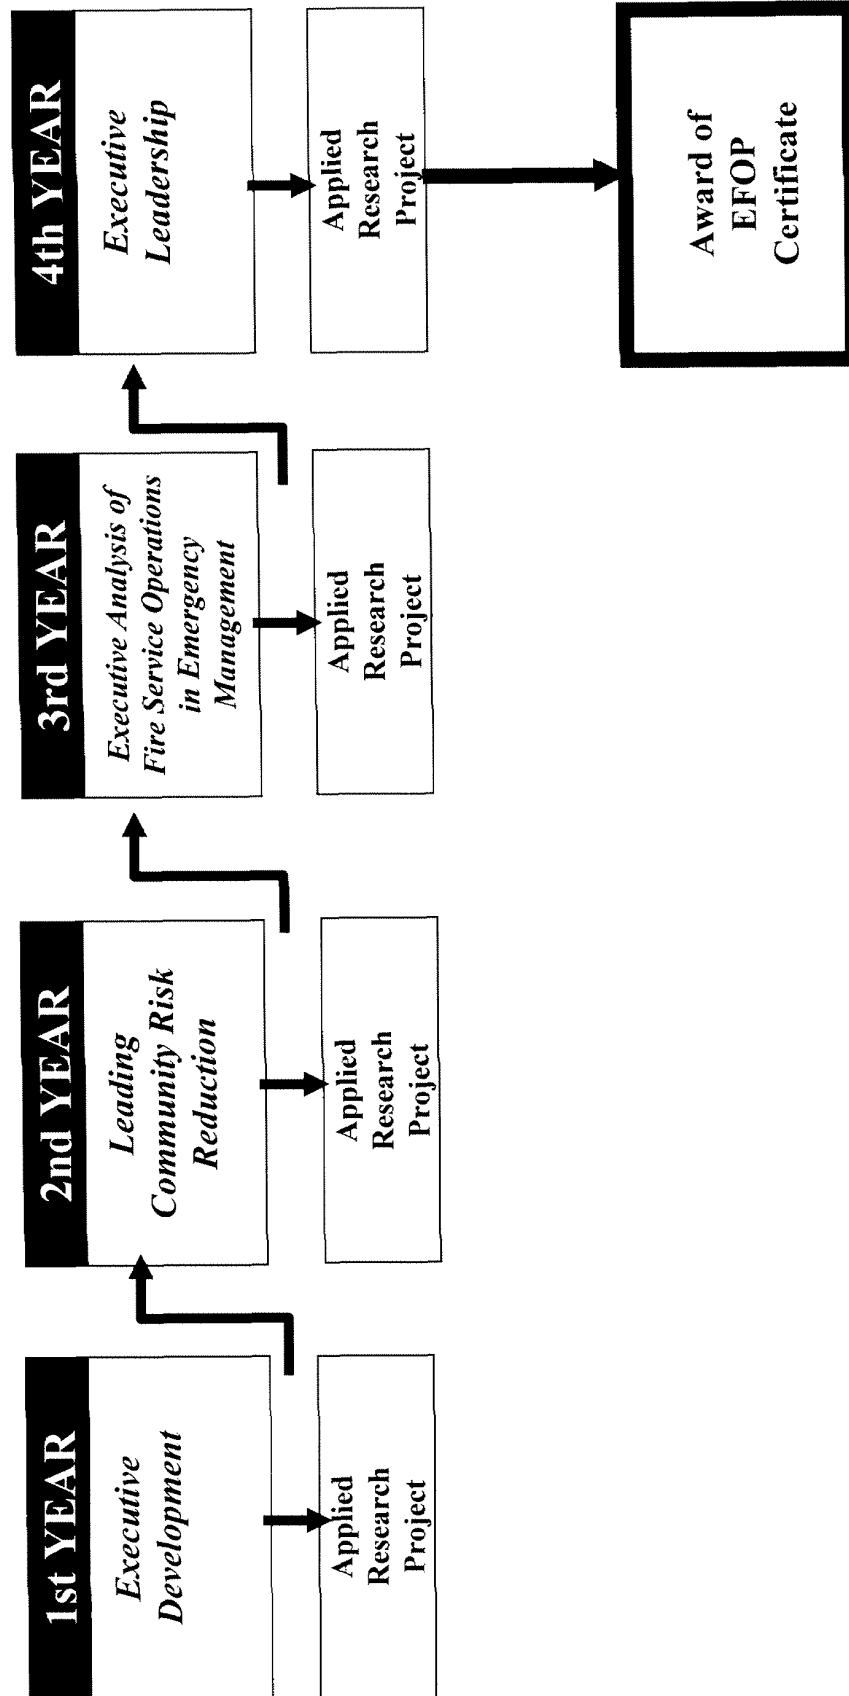 1st YEAR
Executive
Development
Applied
Research
Project
2nd YEAR
Leading
Community Risk
Reduction
Applied
Research
Project
3rd YEAR
Executive Analysis of
Fire Service Operations
in Emergency
Management
Applied
Research
Project
4th YEAR
Executive
Leadership
Applied
Research
Project
Award of
EFOP
Certificate